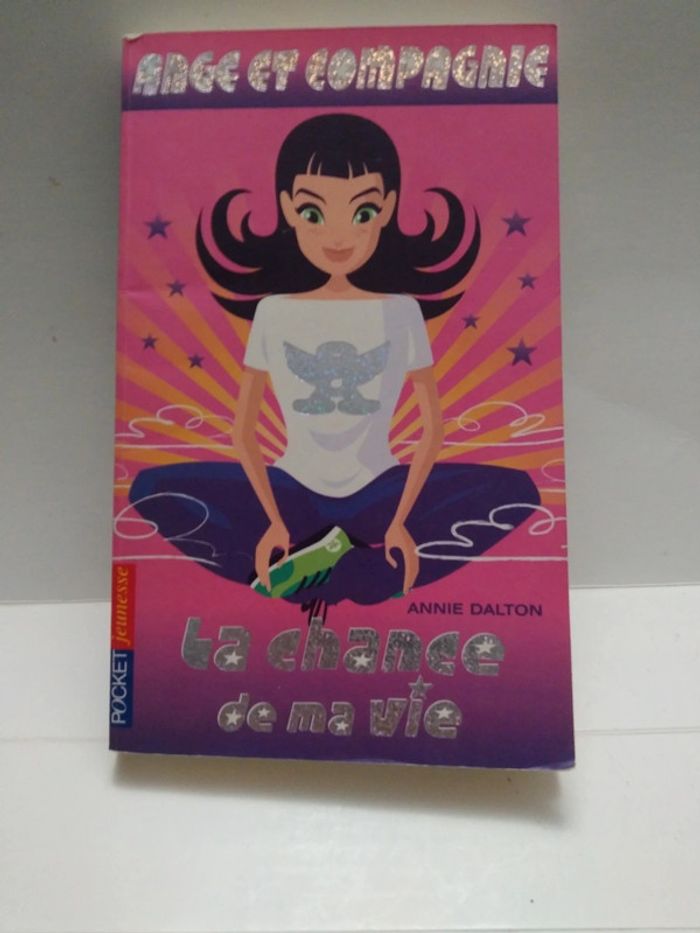 ANGE ET COMPAGNIE
ANNIE DALTON
La chance
de ma vie
POCKET jeunesse